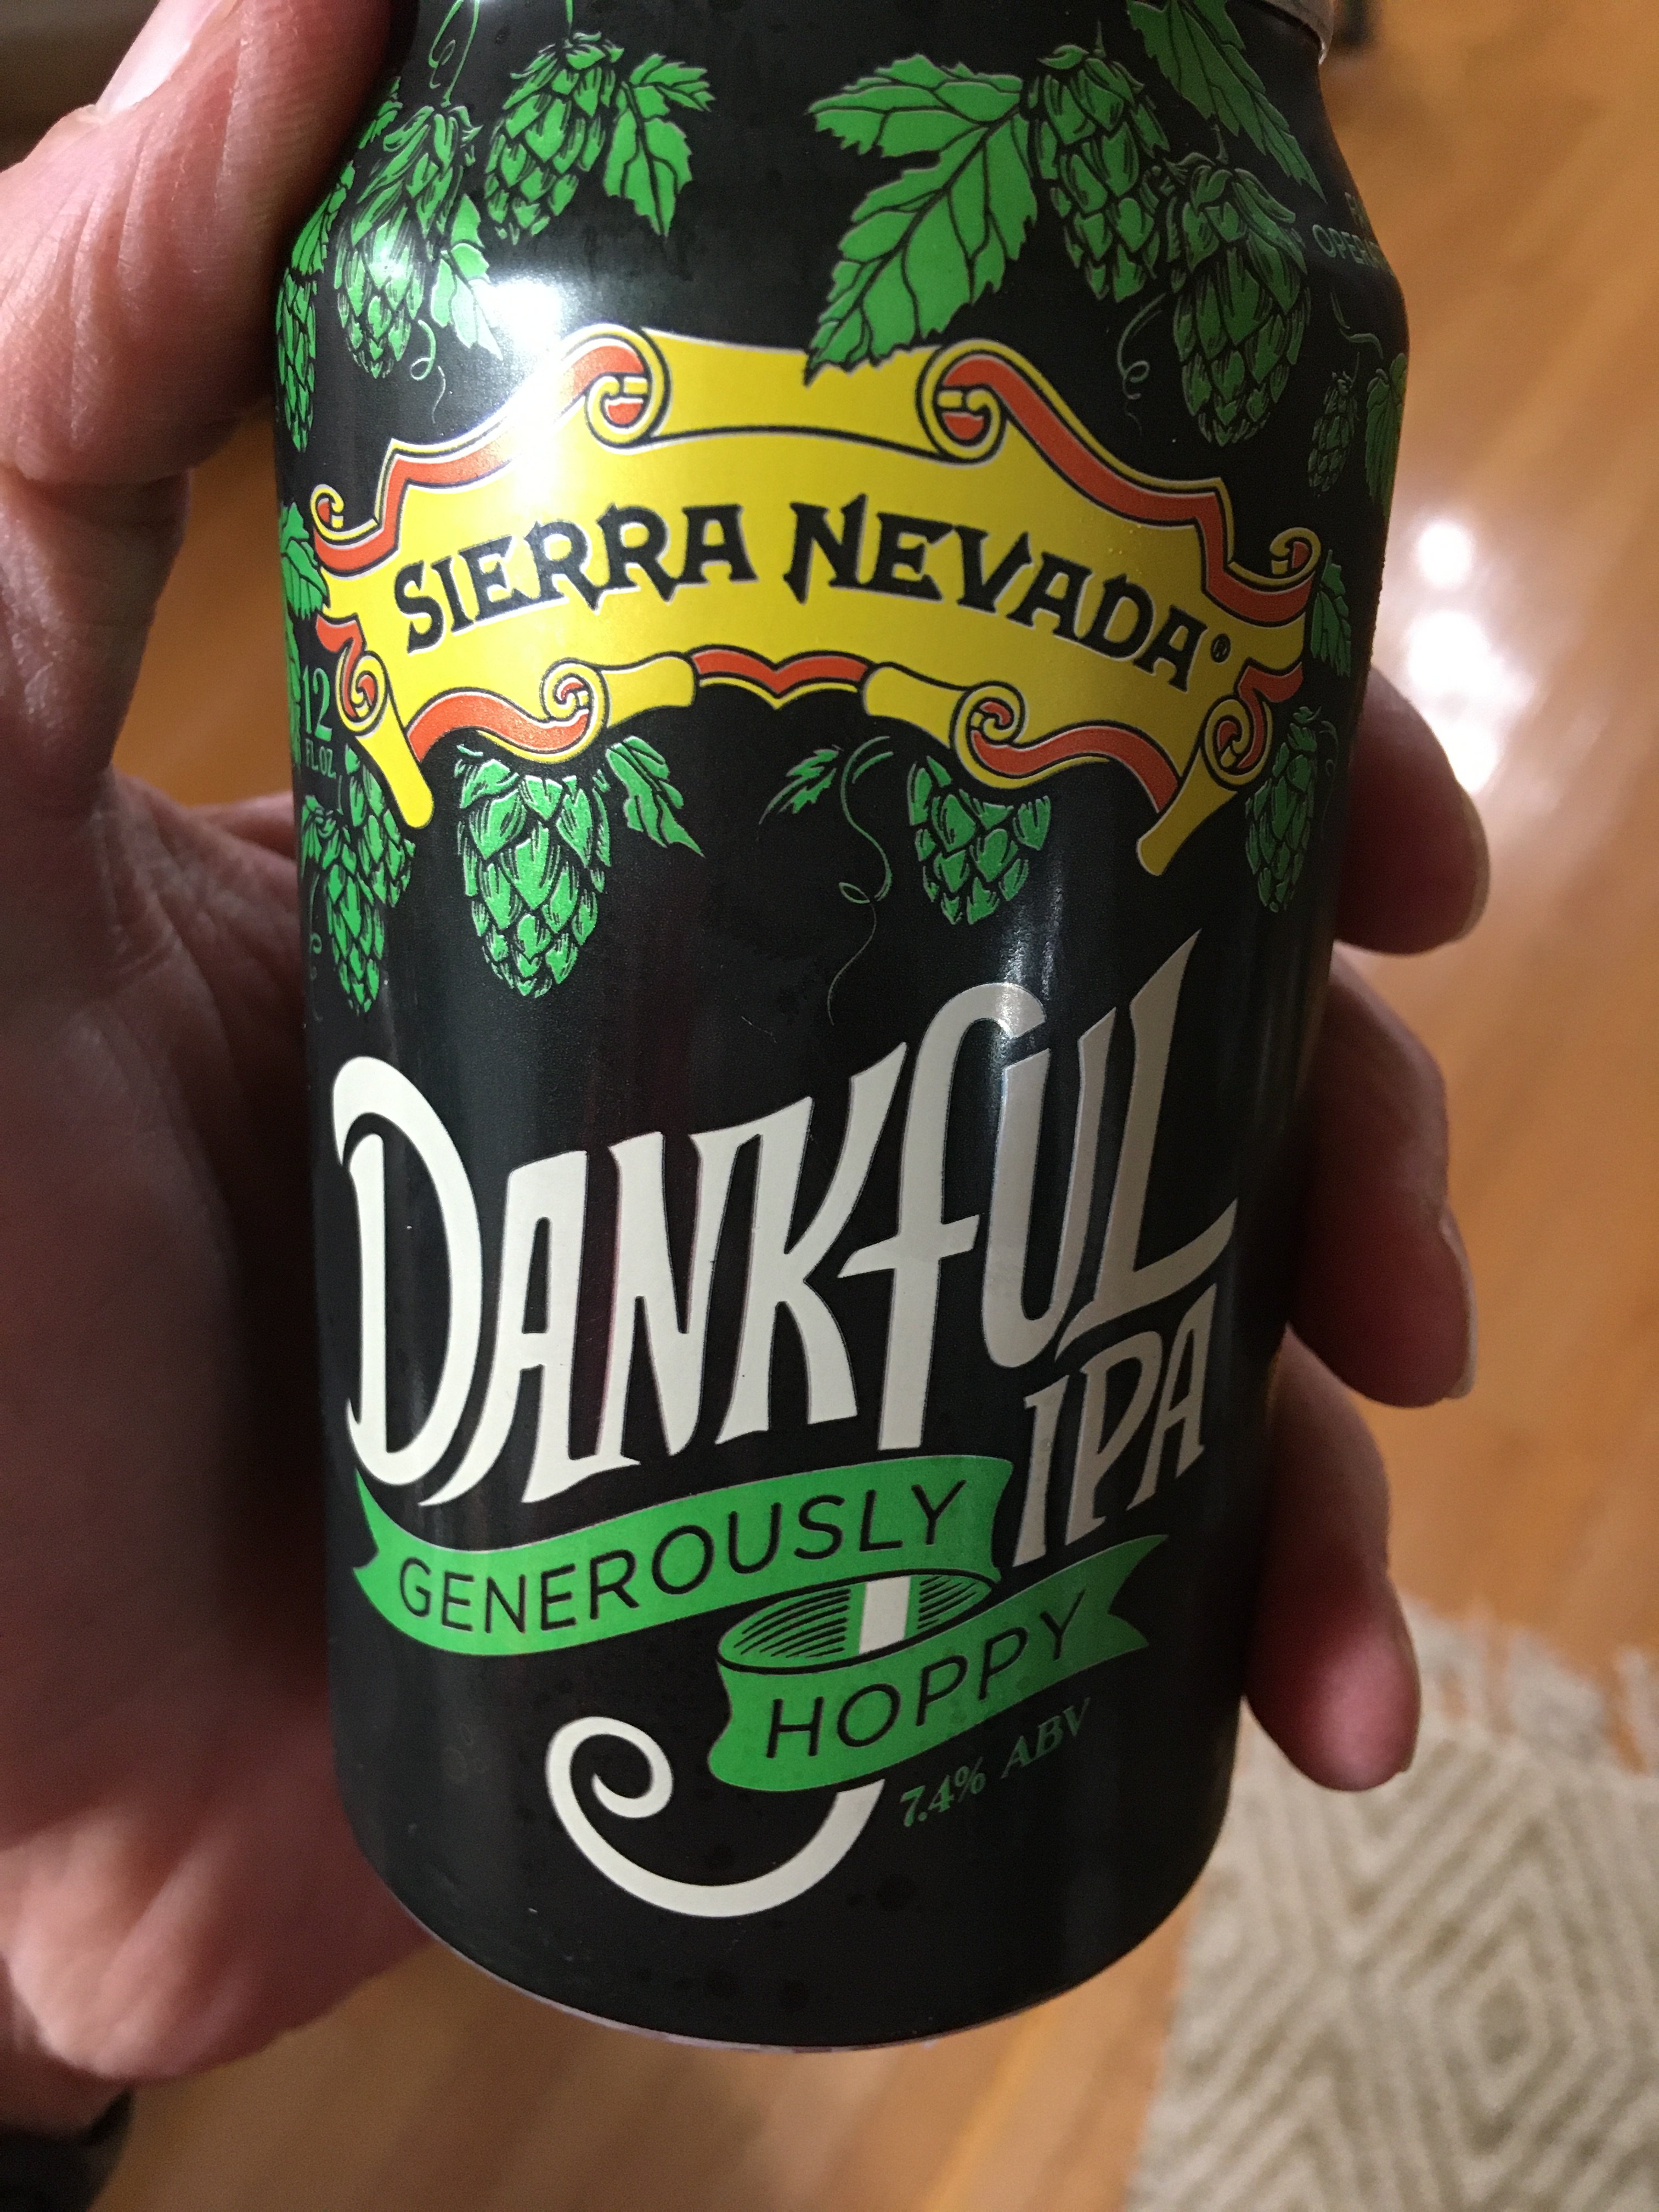 SIERRA NEVADA®
12
FL.OZ.
DANKFUL
IPA
GENEROUSLY
HOPPY
7.4% ABV